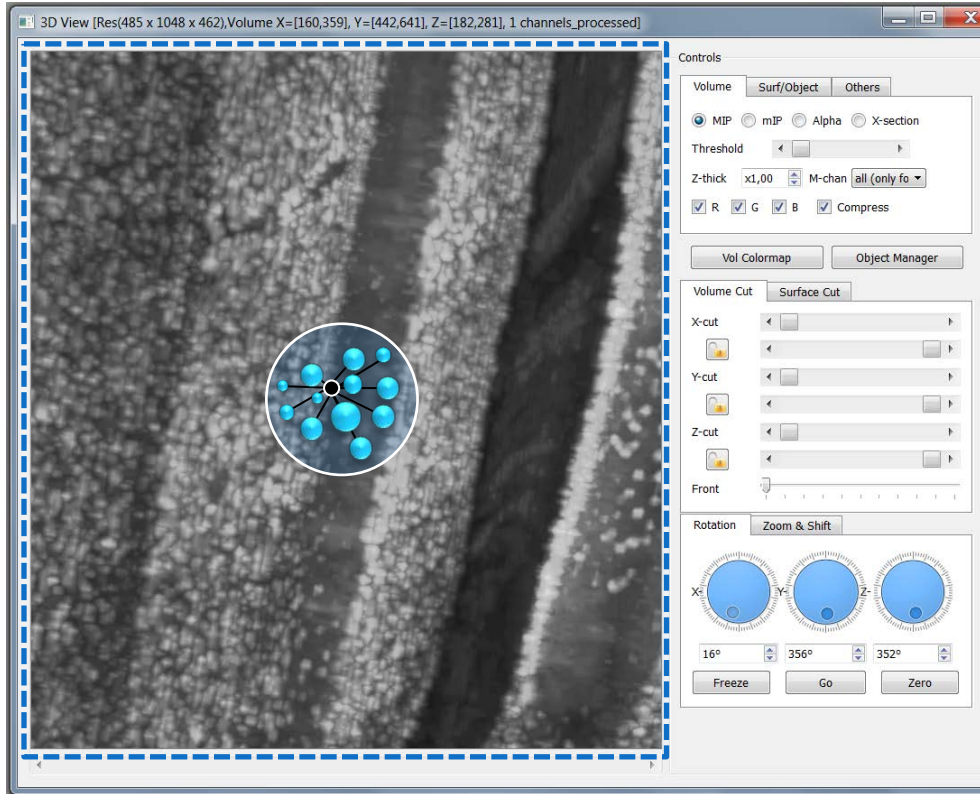 3D View [Res(485 x 1048 x 462),Volume X=[160,359], Y=[442,641], Z=[182,281], 1 channels_processed]
Controls
Volume Surf/Object Others
MIP mIP Alpha X-section
Threshold
Z-thick x1,00 M-chan all (only fo
R G B Compress
Vol Colormap Object Manager
Volume Cut Surface Cut
X-cut
Y-cut
Z-cut
Front
Rotation Zoom & Shift
X- Y- Z-
16° 356° 352°
Freeze Go Zero